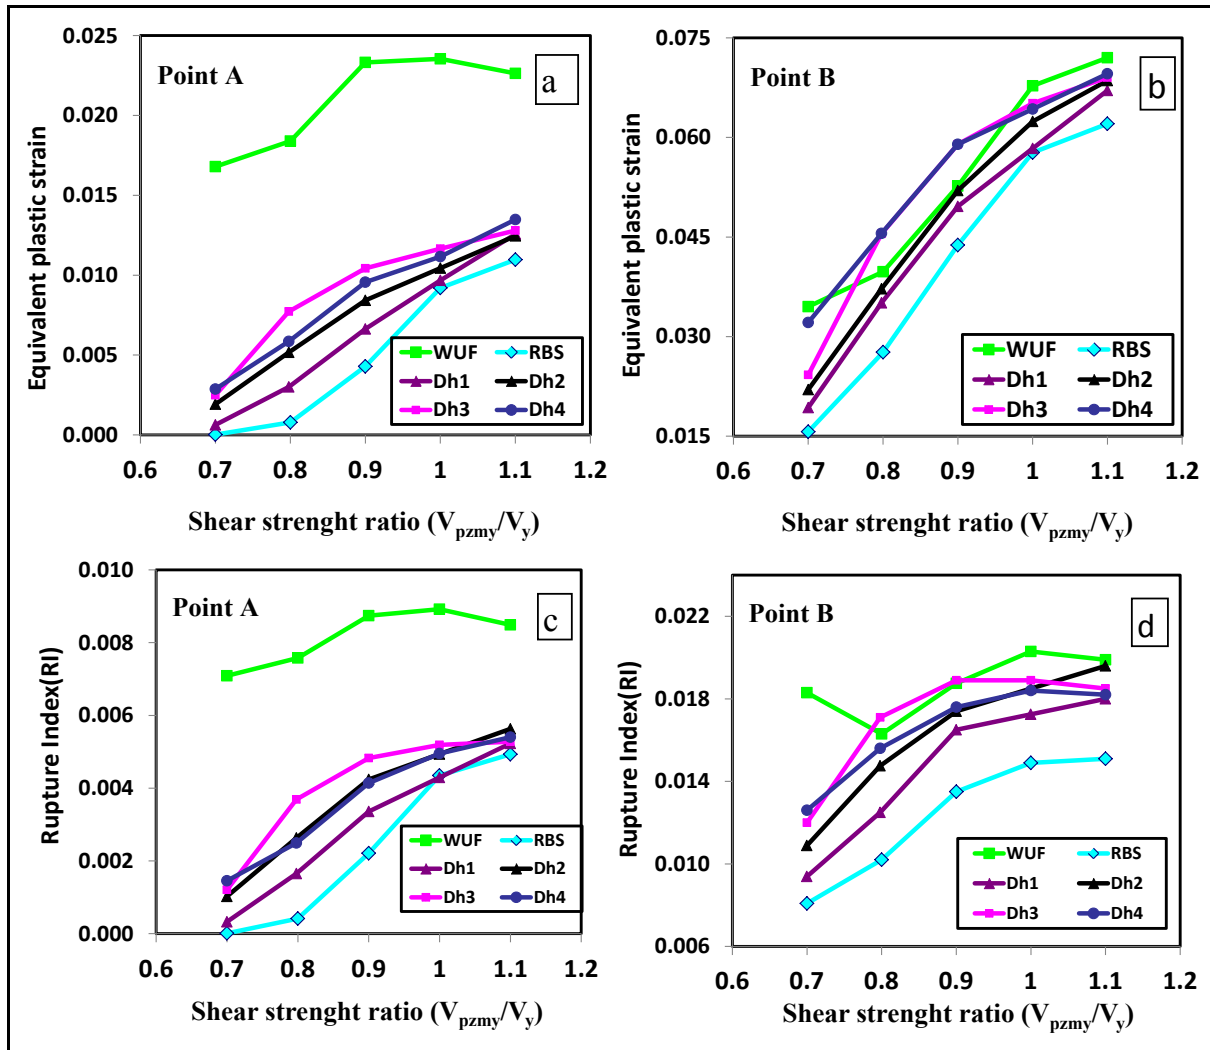 Equivalent plastic strain
0.025
0.020
0.015
0.010
0.005
0.000
Point A
a
WUF RBS
Dh1 Dh2
Dh3 Dh4
0.6 0.7 0.8 0.9 1 1.1 1.2
Shear strenght ratio (Vpzmy/Vy)
Equivalent plastic strain
0.075
0.060
0.045
0.030
0.015
Point B
b
WUF RBS
Dh1 Dh2
Dh3 Dh4
0.6 0.7 0.8 0.9 1 1.1 1.2
Shear strenght ratio (Vpzmy/Vy)
Rupture Index(RI)
0.010
0.008
0.006
0.004
0.002
0.000
Point A
c
WUF RBS
Dh1 Dh2
Dh3 Dh4
0.6 0.7 0.8 0.9 1 1.1 1.2
Shear strenght ratio (Vpzmy/Vy)
Rupture Index(RI)
0.022
0.018
0.014
0.010
0.006
Point B
d
WUF RBS
Dh1 Dh2
Dh3 Dh4
0.6 0.7 0.8 0.9 1 1.1 1.2
Shear strenght ratio (Vpzmy/Vy)